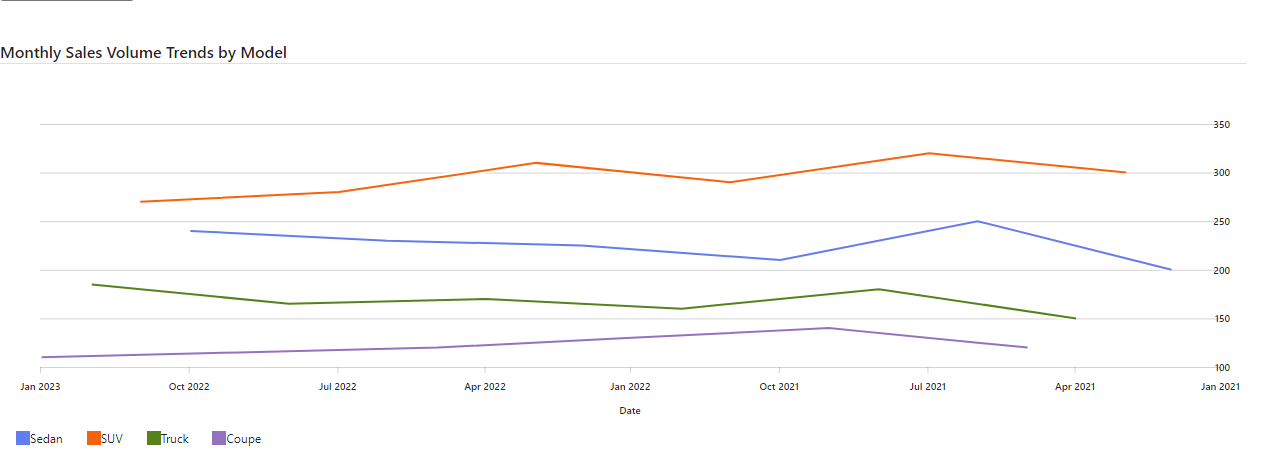 Monthly Sales Volume Trends by Model
350
300
250
200
150
100
Jan 2023 Oct 2022 Jul 2022 Apr 2022 Jan 2022 Oct 2021 Jul 2021 Apr 2021 Jan 2021
Date
Sedan SUV Truck Coupe